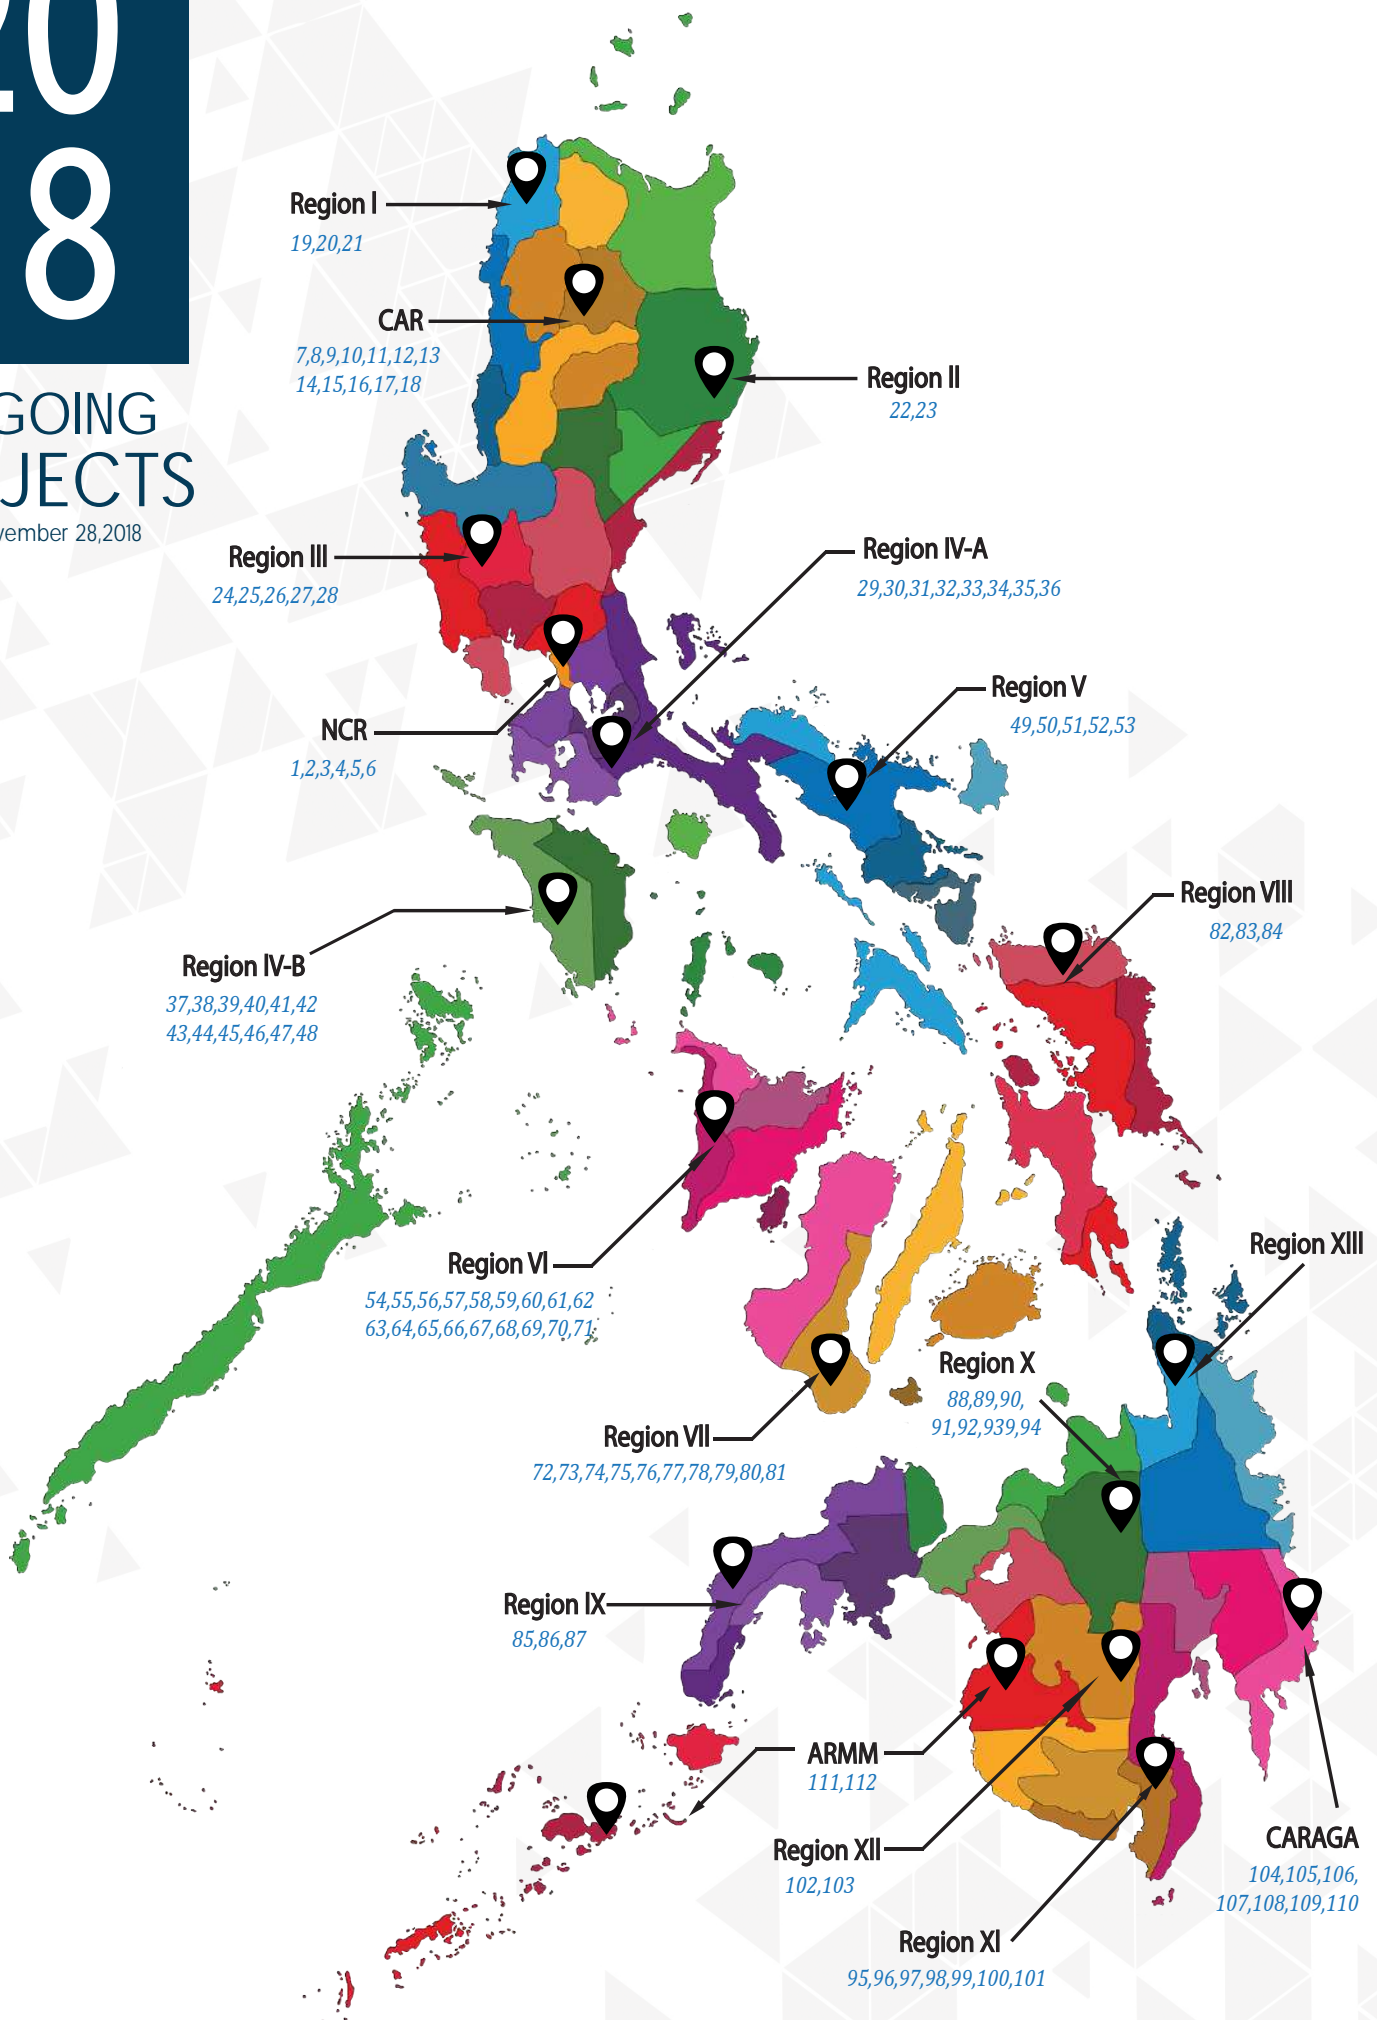 20
18
GOING
JECTS
vember 28,2018
Region I
19,20,21
CAR
7,8,9,10,11,12,13
14,15,16,17,18
Region II
22,23
Region III
24,25,26,27,28
Region IV-A
29,30,31,32,33,34,35,36
NCR
1,2,3,4,5,6
Region V
49,50,51,52,53
Region VIII
82,83,84
Region IV-B
37,38,39,40,41,42
43,44,45,46,47,48
Region VI
54,55,56,57,58,59,60,61,62
63,64,65,66,67,68,69,70,71
Region XIII
Region X
88,89,90,
91,92,939,94
Region VII
72,73,74,75,76,77,78,79,80,81
Region IX
85,86,87
ARMM
111,112
Region XII
102,103
CARAGA
104,105,106,
107,108,109,110
Region XI
95,96,97,98,99,100,101